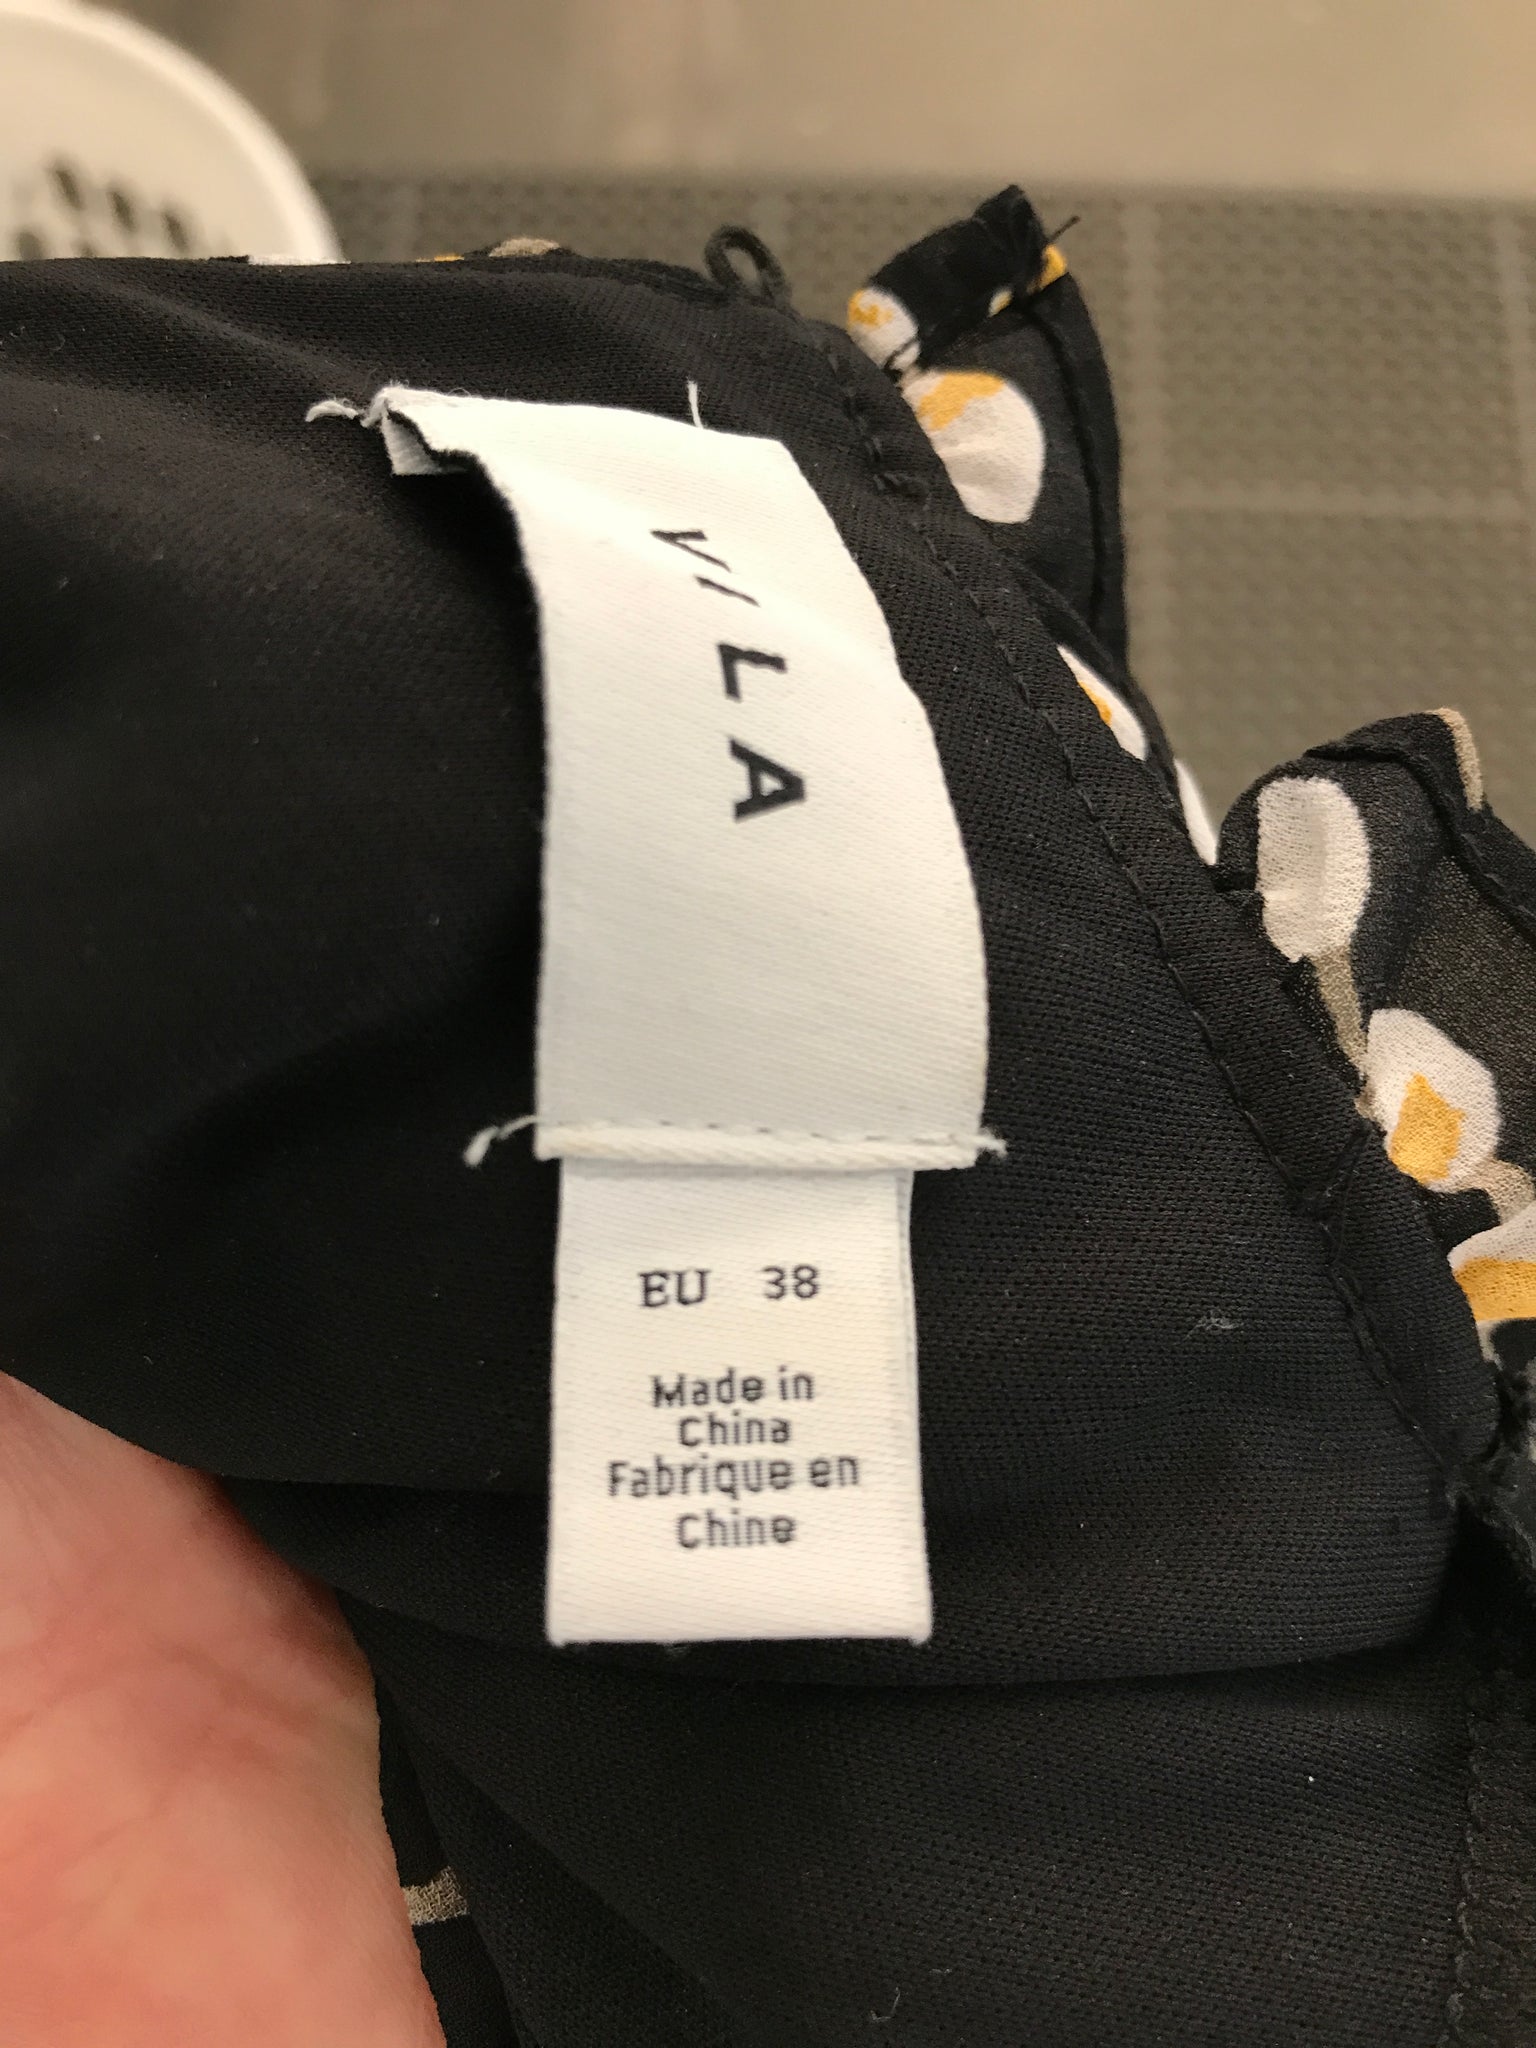 VILA
EU 38
Made in
China
Fabrique en
Chine